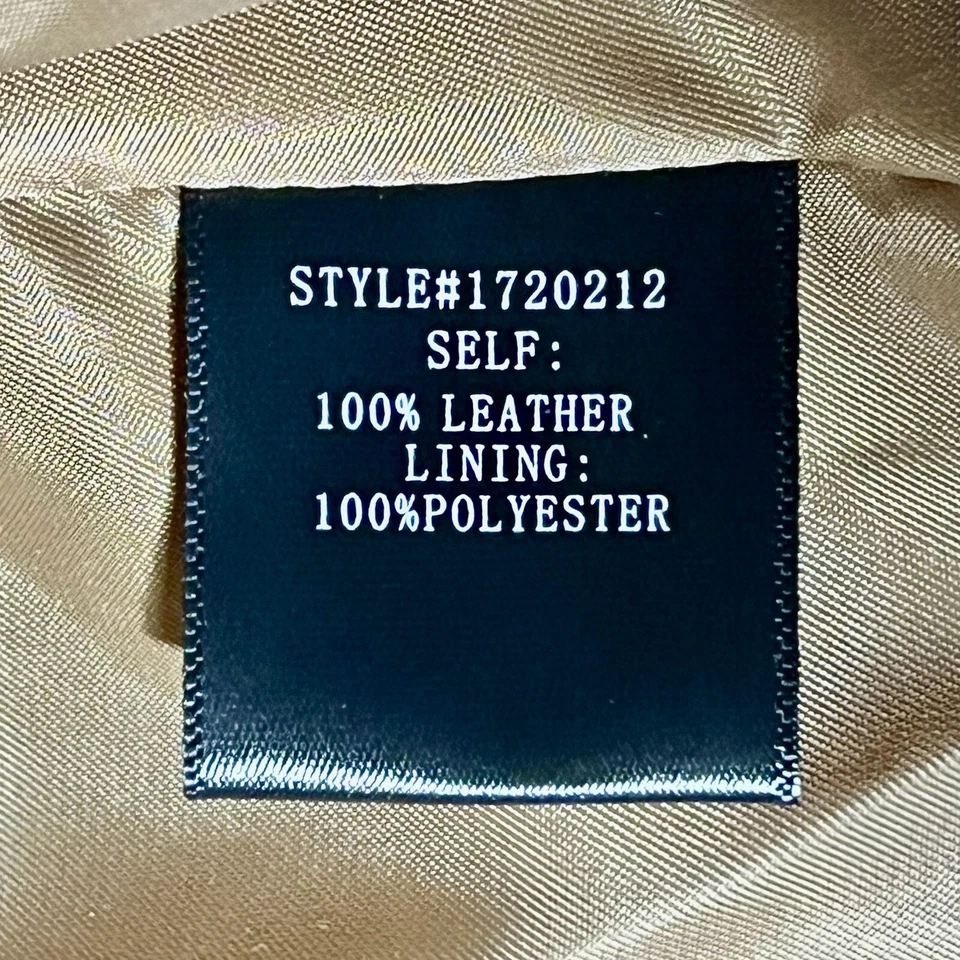 STYLE#1720212
SELF:
100% LEATHER
LINING:
100%POLYESTER